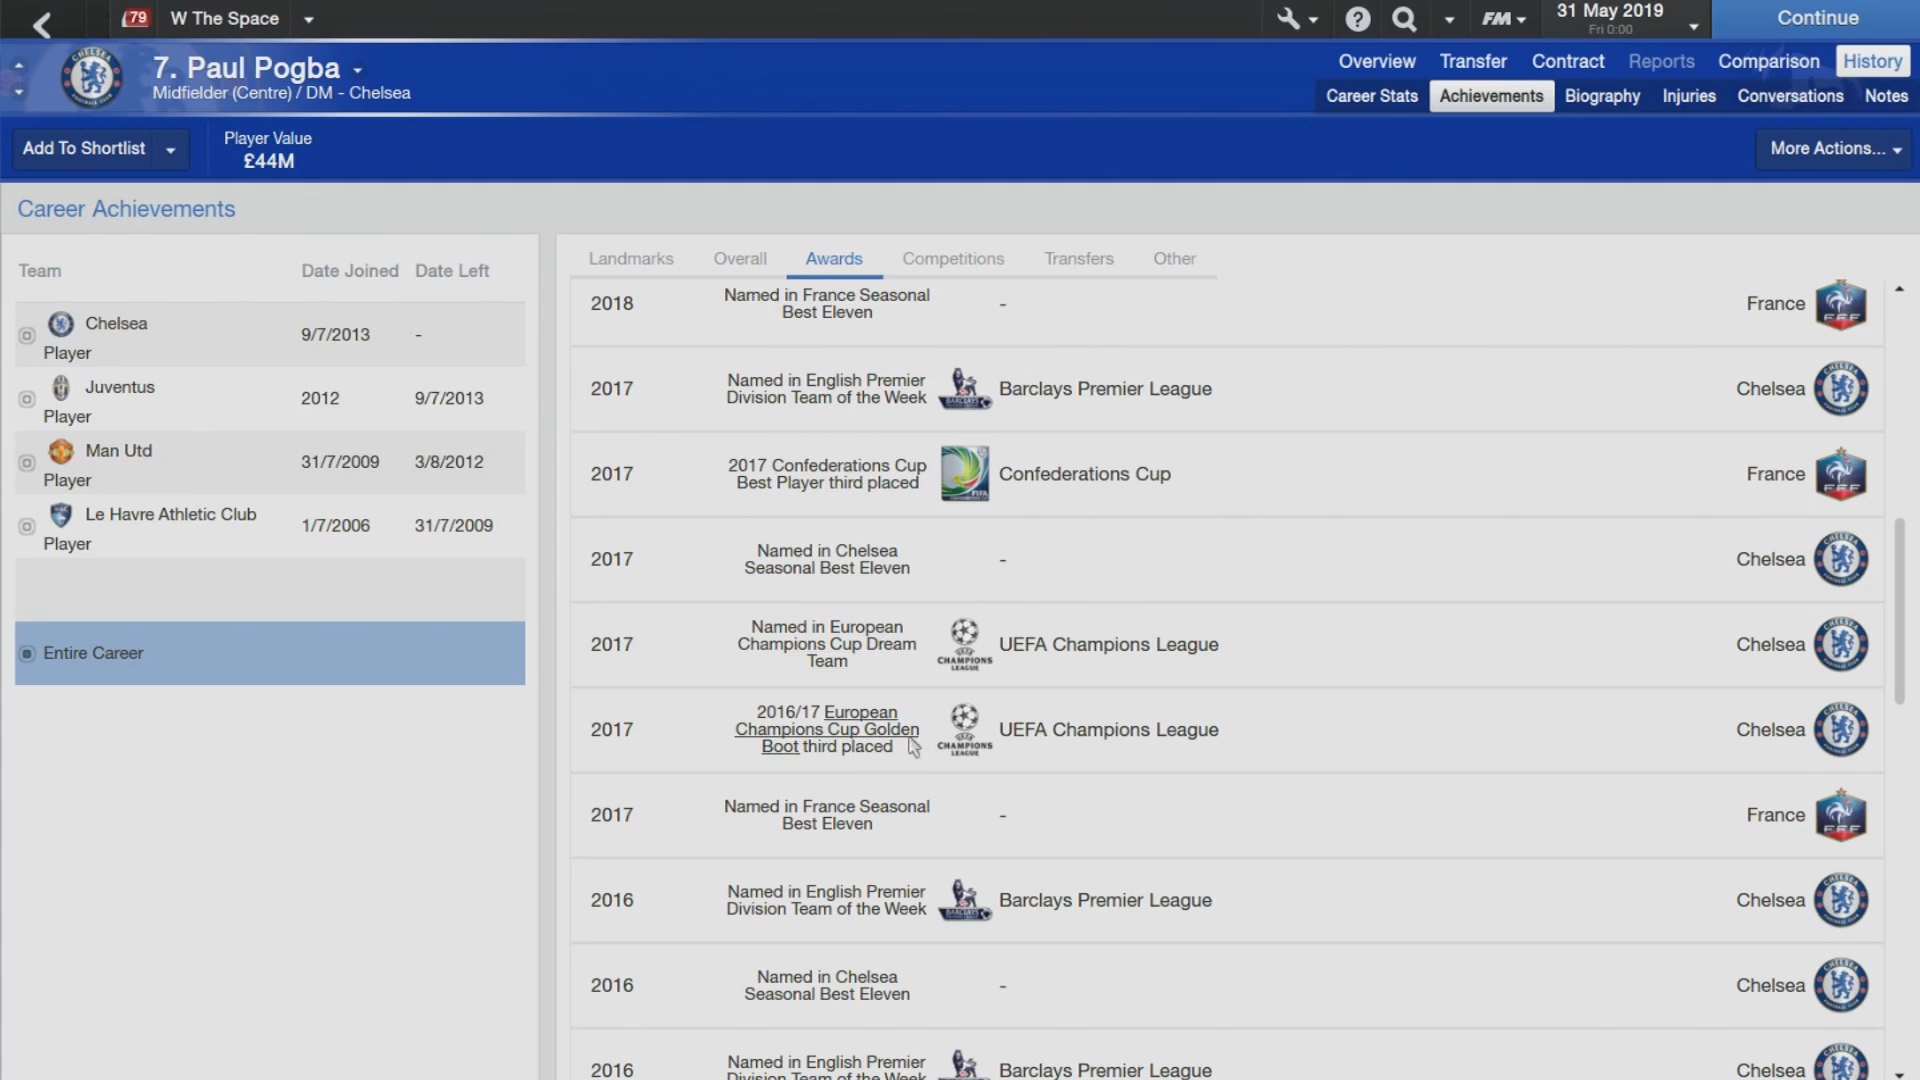 79
W The Space
FM
31 May 2019
Fri 0:00
Continue
7. Paul Pogba
Midfielder (Centre) / DM - Chelsea
Overview Transfer Contract Reports Comparison History
Career Stats Achievements Biography Injuries Conversations Notes
Add To Shortlist
Player Value
£44M
More Actions...
Career Achievements
Team Date Joined Date Left
Chelsea
Player
9/7/2013 -
Juventus
Player
2012 9/7/2013
Man Utd
Player
31/7/2009 3/8/2012
Le Havre Athletic Club
Player
1/7/2006 31/7/2009
Entire Career
Landmarks Overall Awards Competitions Transfers Other
2018
Named in France Seasonal
Best Eleven
-
France
2017
Named in English Premier
Division Team of the Week
Barclays Premier League
Chelsea
2017
2017 Confederations Cup
Best Player third placed
Confederations Cup
France
2017
Named in Chelsea
Seasonal Best Eleven
-
Chelsea
2017
Named in European
Champions Cup Dream
Team
CHAMPIONS
LEAGUE
UEFA Champions League
Chelsea
2017
2016/17 European
Champions Cup Golden
Boot third placed
CHAMPIONS
LEAGUE
UEFA Champions League
Chelsea
2017
Named in France Seasonal
Best Eleven
-
France
2016
Named in English Premier
Division Team of the Week
Barclays Premier League
Chelsea
2016
Named in Chelsea
Seasonal Best Eleven
-
Chelsea
2016
Named in English Premier
Division Team of the Week
Barclays Premier League
Chelsea